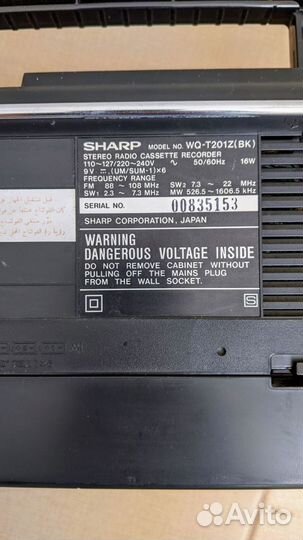 SHARP MODEL NO. WQ-T201Z(BK)
STEREO RADIO CASSETTE RECORDER
110~127/220~240V ∿ 50/60Hz 16W
9V ⎓ (UM/SUM-1)×6
FREQUENCY RANGE
FM 88 ~ 108 MHz SW2 7.3 ~ 22 MHz
SW1 2.3 ~ 7.3 MHz MW 526.5~1606.5 kHz
SERIAL NO. 00835153
SHARP CORPORATION, JAPAN
WARNING
DANGEROUS VOLTAGE INSIDE
DO NOT REMOVE CABINET WITHOUT
PULLING OFF THE MAINS PLUG
FROM THE WALL SOCKET.
S
Avito